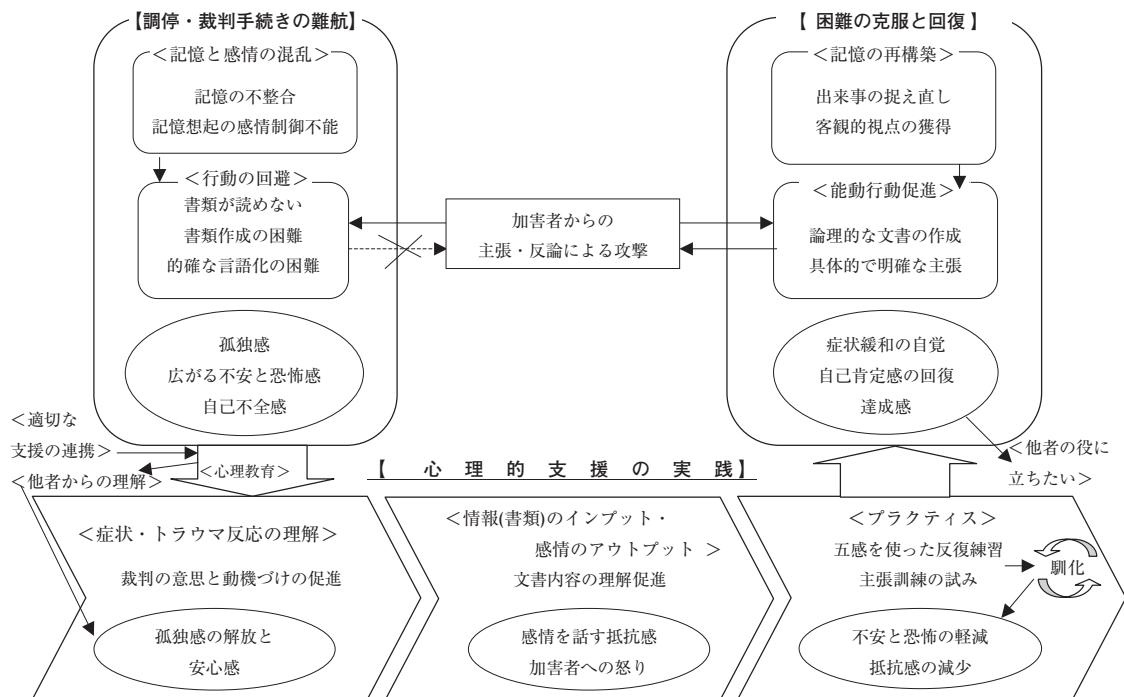 【調停・裁判手続きの難航】
＜記憶と感情の混乱＞
記憶の不整合
記憶想起の感情制御不能
＜行動の回避＞
書類が読めない
書類作成の困難
的確な言語化の困難
孤独感
広がる不安と恐怖感
自己不全感
加害者からの
主張・反論による攻撃
【 困難の克服と回復】
＜記憶の再構築＞
出来事の捉え直し
客観的視点の獲得
＜能動行動促進＞
論理的な文書の作成
具体的で明確な主張
症状緩和の自覚
自己肯定感の回復
達成感
＜適切な
支援の連携＞
＜他者からの理解＞
＜心理教育＞
【 心理的支援の実践】
＜他者の役に
立ちたい＞
＜症状・トラウマ反応の理解＞
裁判の意思と動機づけの促進
孤独感の解放と
安心感
＜情報(書類)のインプット・
感情のアウトプット ＞
文書内容の理解促進
感情を話す抵抗感
加害者への怒り
＜プラクティス＞
五感を使った反復練習
主張訓練の試み
馴化
不安と恐怖の軽減
抵抗感の減少